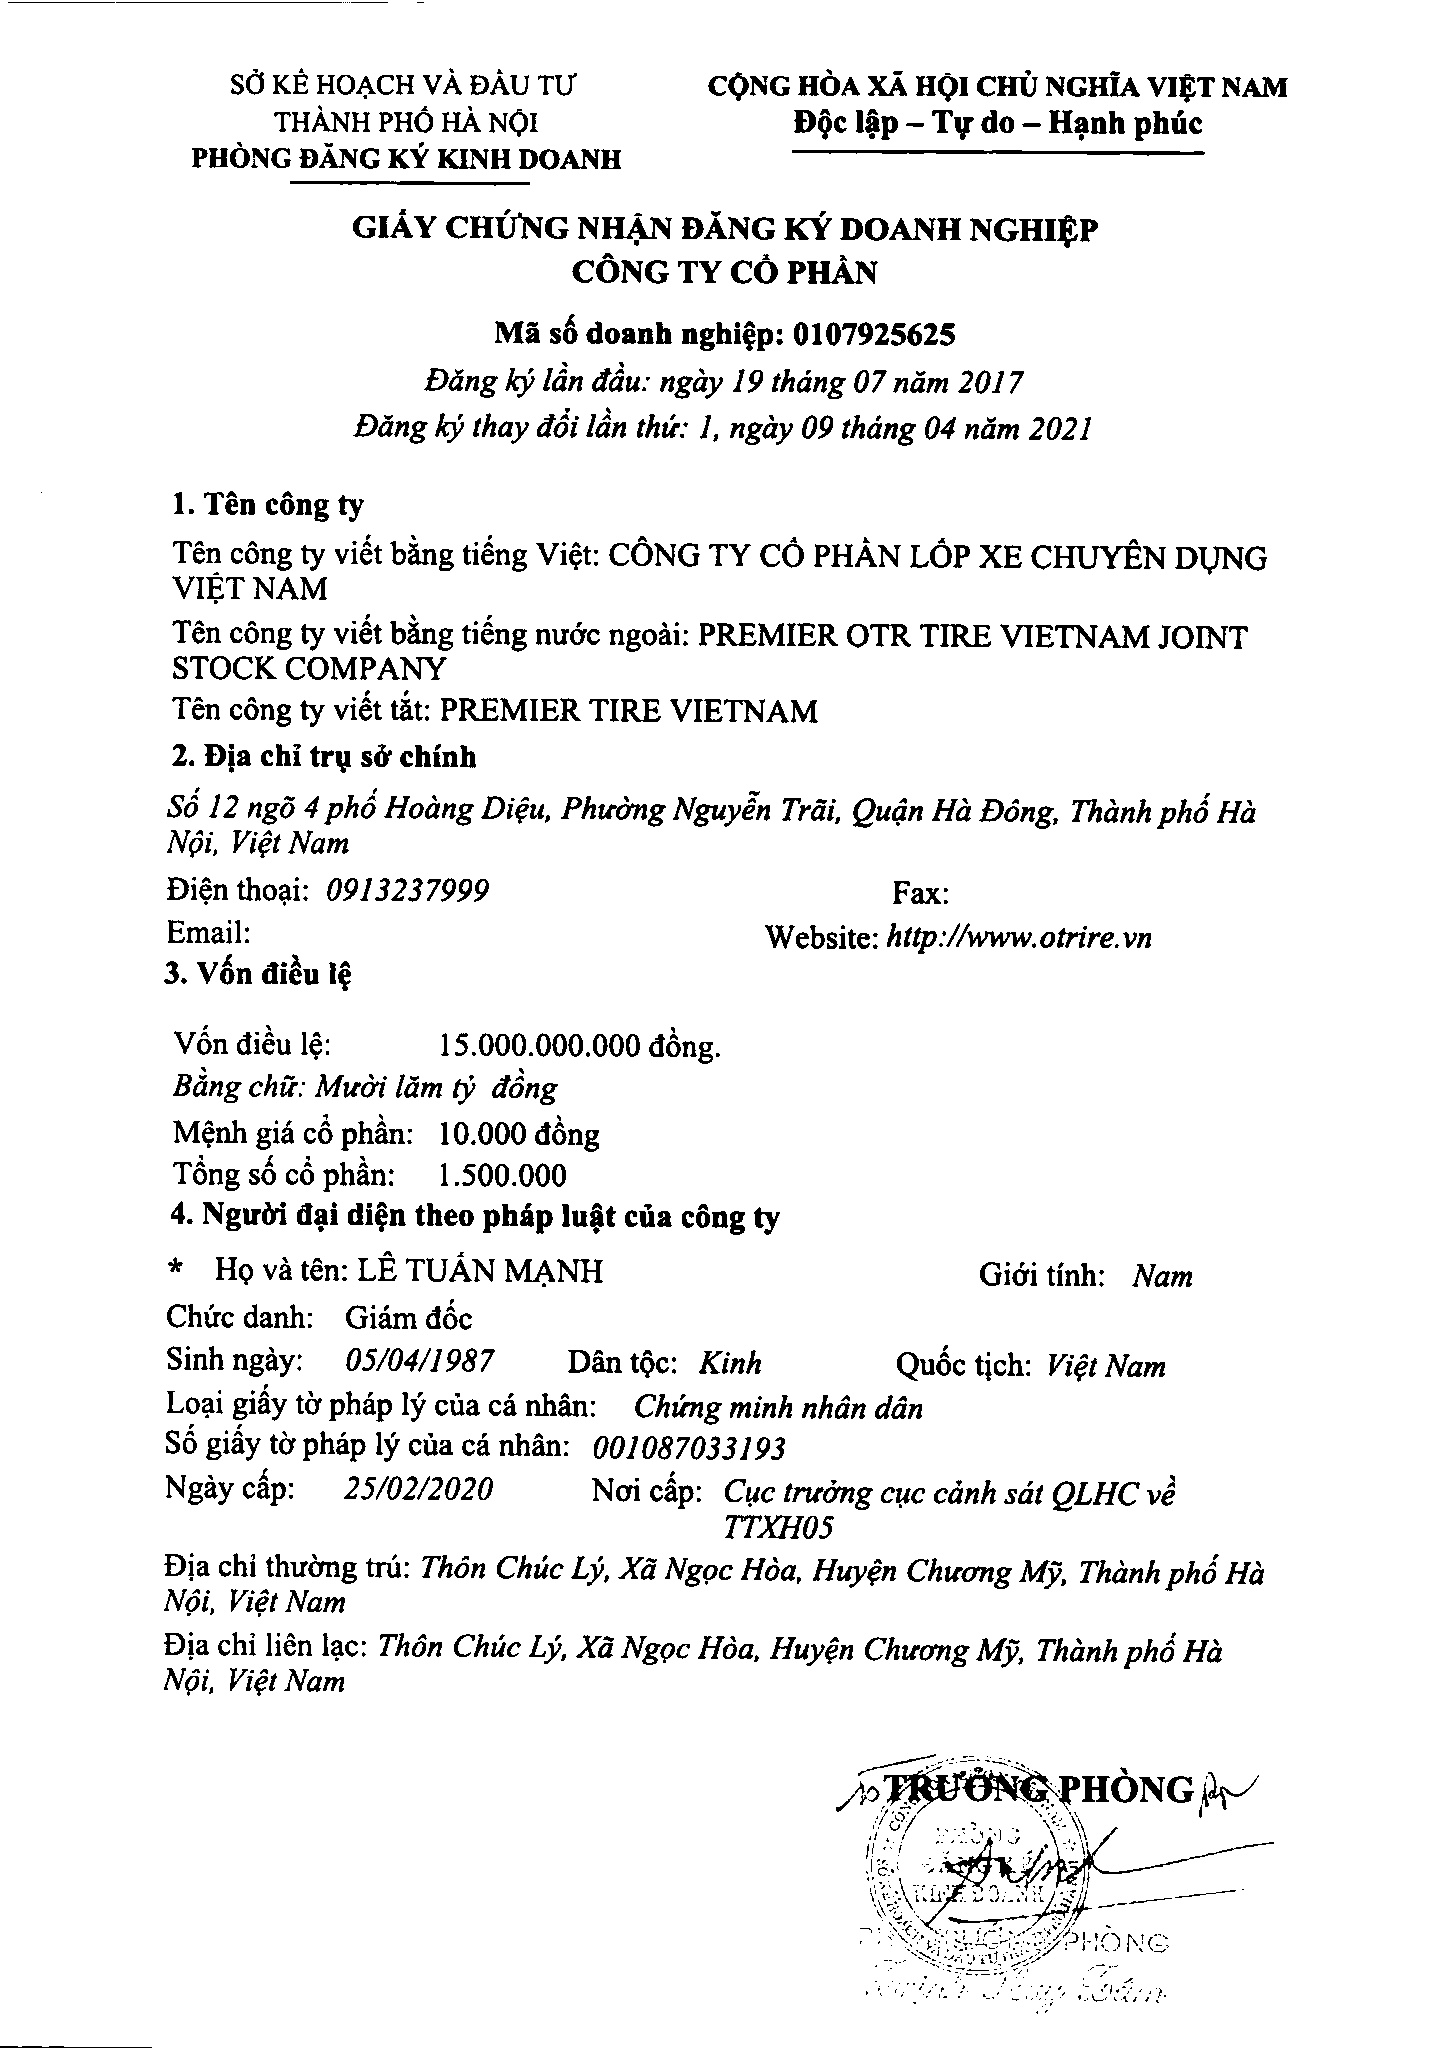 SỞ KẾ HOẠCH VÀ ĐẦU TƯ
THÀNH PHỐ HÀ NỘI
PHÒNG ĐĂNG KÝ KINH DOANH
CỘNG HÒA XÃ HỘI CHỦ NGHĨA VIỆT NAM
Độc lập – Tự do – Hạnh phúc
GIẤY CHỨNG NHẬN ĐĂNG KÝ DOANH NGHIỆP
CÔNG TY CỔ PHẦN
Mã số doanh nghiệp: 0107925625
Đăng ký lần đầu: ngày 19 tháng 07 năm 2017
Đăng ký thay đổi lần thứ: 1, ngày 09 tháng 04 năm 2021
1. Tên công ty
Tên công ty viết bằng tiếng Việt: CÔNG TY CỔ PHẦN LỐP XE CHUYÊN DỤNG
VIỆT NAM
Tên công ty viết bằng tiếng nước ngoài: PREMIER OTR TIRE VIETNAM JOINT
STOCK COMPANY
Tên công ty viết tắt: PREMIER TIRE VIETNAM
2. Địa chỉ trụ sở chính
Số 12 ngõ 4 phố Hoàng Diệu, Phường Nguyễn Trãi, Quận Hà Đông, Thành phố Hà
Nội, Việt Nam
Điện thoại: 0913237999 Fax:
Email: Website: http://www.otrire.vn
3. Vốn điều lệ
Vốn điều lệ: 15.000.000.000 đồng.
Bằng chữ: Mười lăm tỷ đồng
Mệnh giá cổ phần: 10.000 đồng
Tổng số cổ phần: 1.500.000
4. Người đại diện theo pháp luật của công ty
* Họ và tên: LÊ TUẤN MẠNH Giới tính: Nam
Chức danh: Giám đốc
Sinh ngày: 05/04/1987 Dân tộc: Kinh Quốc tịch: Việt Nam
Loại giấy tờ pháp lý của cá nhân: Chứng minh nhân dân
Số giấy tờ pháp lý của cá nhân: 001087033193
Ngày cấp: 25/02/2020 Nơi cấp: Cục trưởng cục cảnh sát QLHC về
TTXH05
Địa chỉ thường trú: Thôn Chúc Lý, Xã Ngọc Hòa, Huyện Chương Mỹ, Thành phố Hà
Nội, Việt Nam
Địa chỉ liên lạc: Thôn Chúc Lý, Xã Ngọc Hòa, Huyện Chương Mỹ, Thành phố Hà
Nội, Việt Nam
TRƯỞNG PHÒNG
PHÒNG
ĐĂNG KÝ
KINH DOANH
PHÒNG